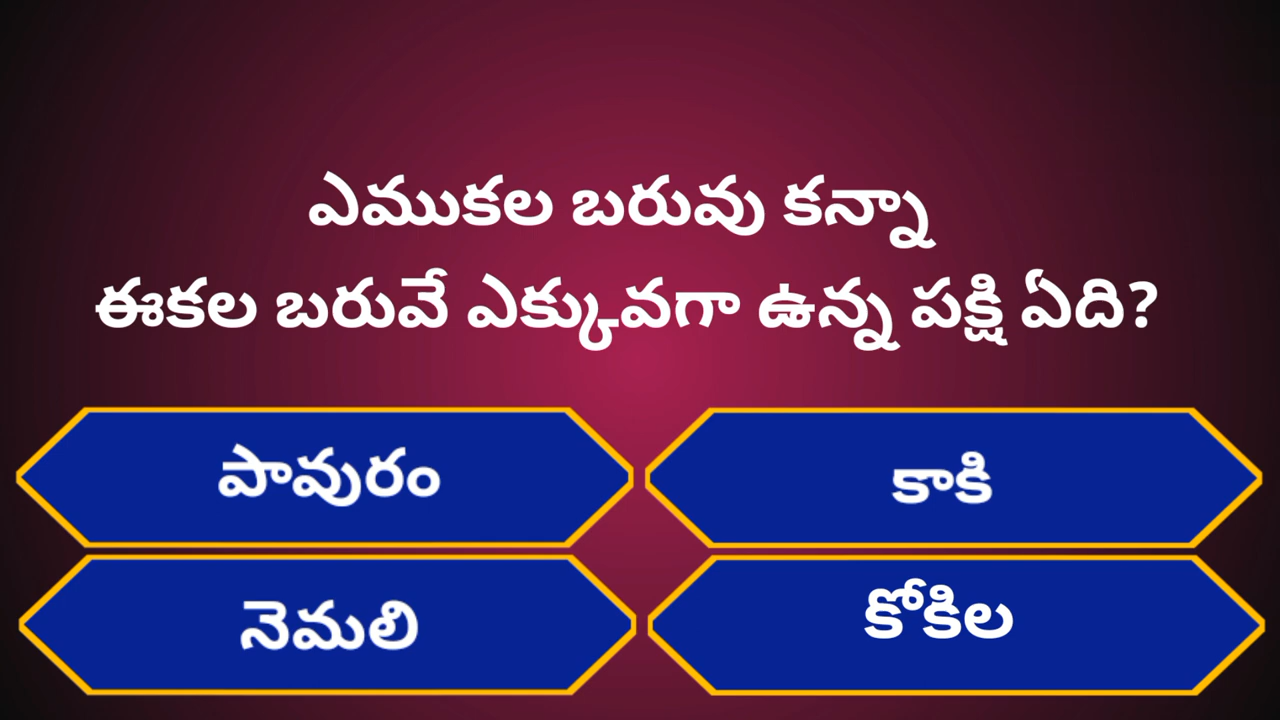 ఎముకల బరువు కన్నా
ఈకల బరువే ఎక్కువగా ఉన్న పక్షి ఏది?
పావురం
కాకి
నెమలి
కోకిల